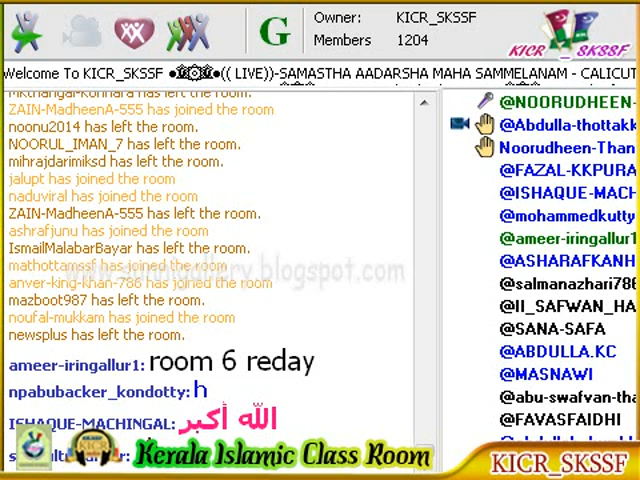 G
Owner: KICR_SKSSF
Members 1204
KICR SKSSF
Welcome To KICR_SKSSF ●۞● (( LIVE))-SAMASTHA AADARSHA MAHA SAMMELANAM - CALICUT
has left the room.
ZAIN-MadheenA-555 has joined the room
noonu2014 has left the room.
NOORUL_IMAN_7 has left the room.
mihrajdarimiksd has left the room.
jalupt has joined the room
naduviral has joined the room
ZAIN-MadheenA-555 has left the room.
ashrafjunu has joined the room
IsmailMalabarBayar has left the room.
mathottamssf has joined the room
anver-king-khan-786 has joined the room
mazboot987 has left the room.
noufal-mukkam has joined the room
newsplus has left the room.
ameer-iringallur1: room 6 reday
npabubacker_kondotty: h
ISHAQUE-MACHINGAL: الله أكبر
@NOORUDHEEN-
@Abdulla-thottakk
Noorudheen-Than
@FAZAL-KKPURA
@ISHAQUE-MACH
@mohammedkutty
@ameer-iringallur1
@ASHARAFKANH
@salmanazhari786
@II_SAFWAN_HA
@SANA-SAFA
@ABDULLA.KC
@MASNAWI
@abu-swafvan-tha
@FAVASFAIDHI
Kerala Islamic Class Room
KICR_SKSSF